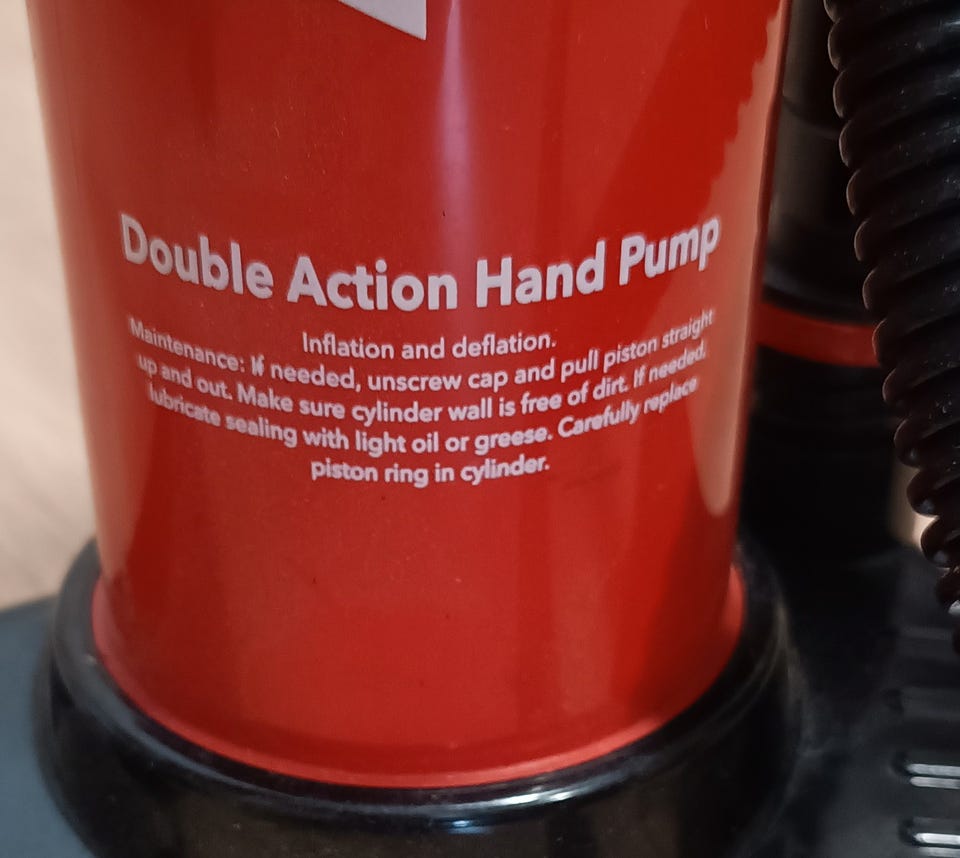 Double Action Hand Pump
Inflation and deflation.
Maintenance: If needed, unscrew cap and pull piston straight
up and out. Make sure cylinder wall is free of dirt. If needed,
lubricate sealing with light oil or greese. Carefully replace
piston ring in cylinder.